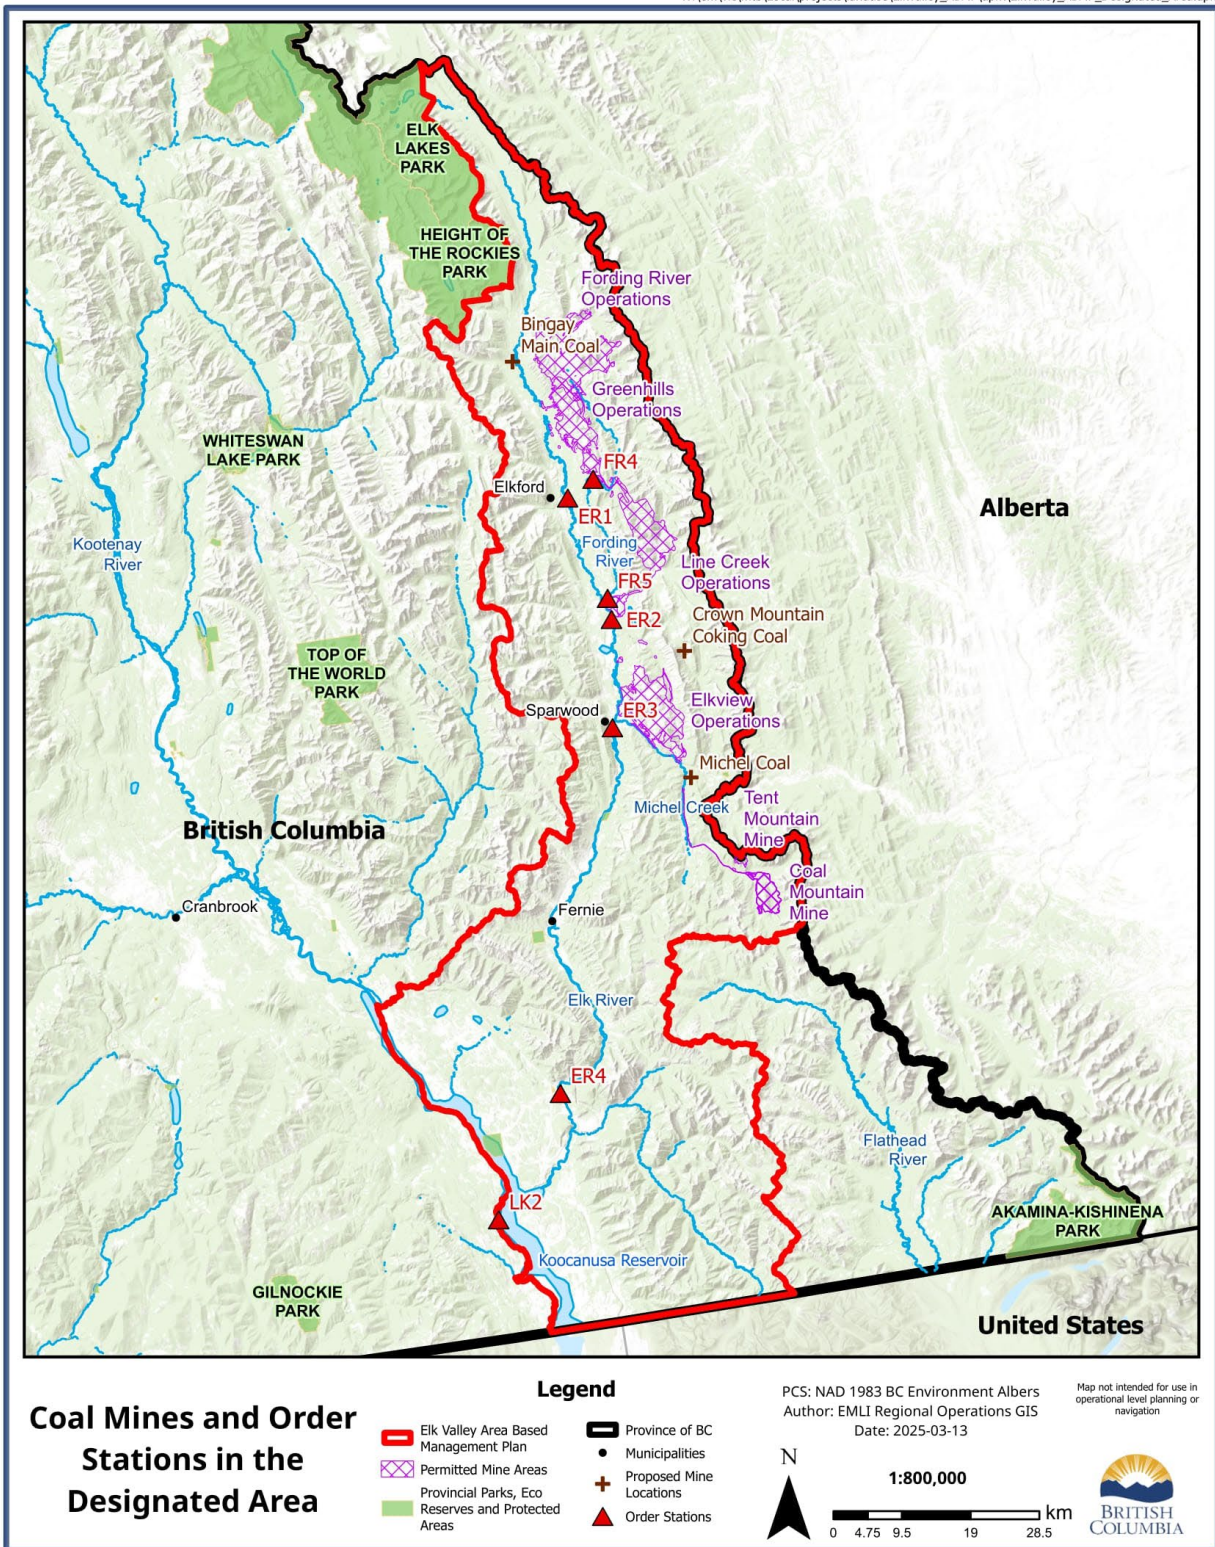 ELK
LAKES
PARK
HEIGHT OF
THE ROCKIES
PARK
Fording River
Operations
Bingay
Main Coal
Greenhills
Operations
WHITESWAN
LAKE PARK
FR4
Elkford
ER1
Alberta
Kootenay
River
Fording
River
Line Creek
Operations
FR5
ER2
Crown Mountain
Coking Coal
TOP OF
THE WORLD
PARK
Sparwood
ER3
Elkview
Operations
Michel Coal
Michel Creek
Tent
Mountain
Mine
British Columbia
Coal
Mountain
Mine
Cranbrook
Fernie
Elk River
ER4
Flathead
River
LK2
AKAMINA-KISHINENA
PARK
Koocanusa Reservoir
GILNOCKIE
PARK
United States
Coal Mines and Order
Stations in the
Designated Area
Legend
Elk Valley Area Based
Management Plan
Permitted Mine Areas
Provincial Parks, Eco
Reserves and Protected
Areas
Province of BC
Municipalities
Proposed Mine
Locations
Order Stations
PCS: NAD 1983 BC Environment Albers
Author: EMLI Regional Operations GIS
Date: 2025-03-13
N
1:800,000
km
0 4.75 9.5 19 28.5
Map not intended for use in
operational level planning or
navigation
BRITISH
COLUMBIA